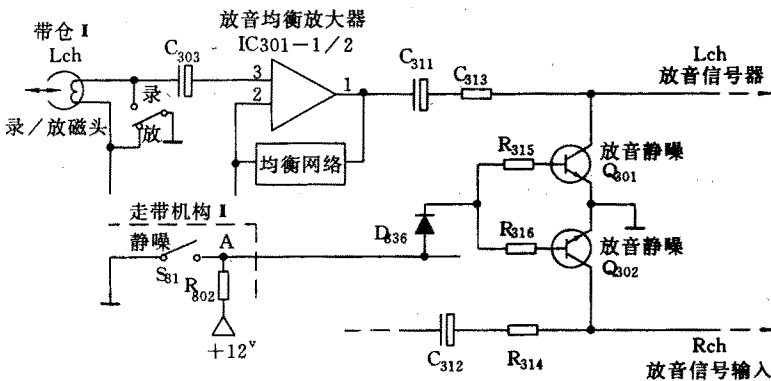 带仓 Ⅱ
Lch
C303
放音均衡放大器
IC301-1/2
3
2
1
C311
C313
Lch
放音信号器
录
放
录/放磁头
均衡网络
R315
放音静噪
Q301
走带机构 Ⅱ
静噪
S81
A
R802
+12v
D836
R316
放音静噪
Q302
C312
R314
Rch
放音信号输入